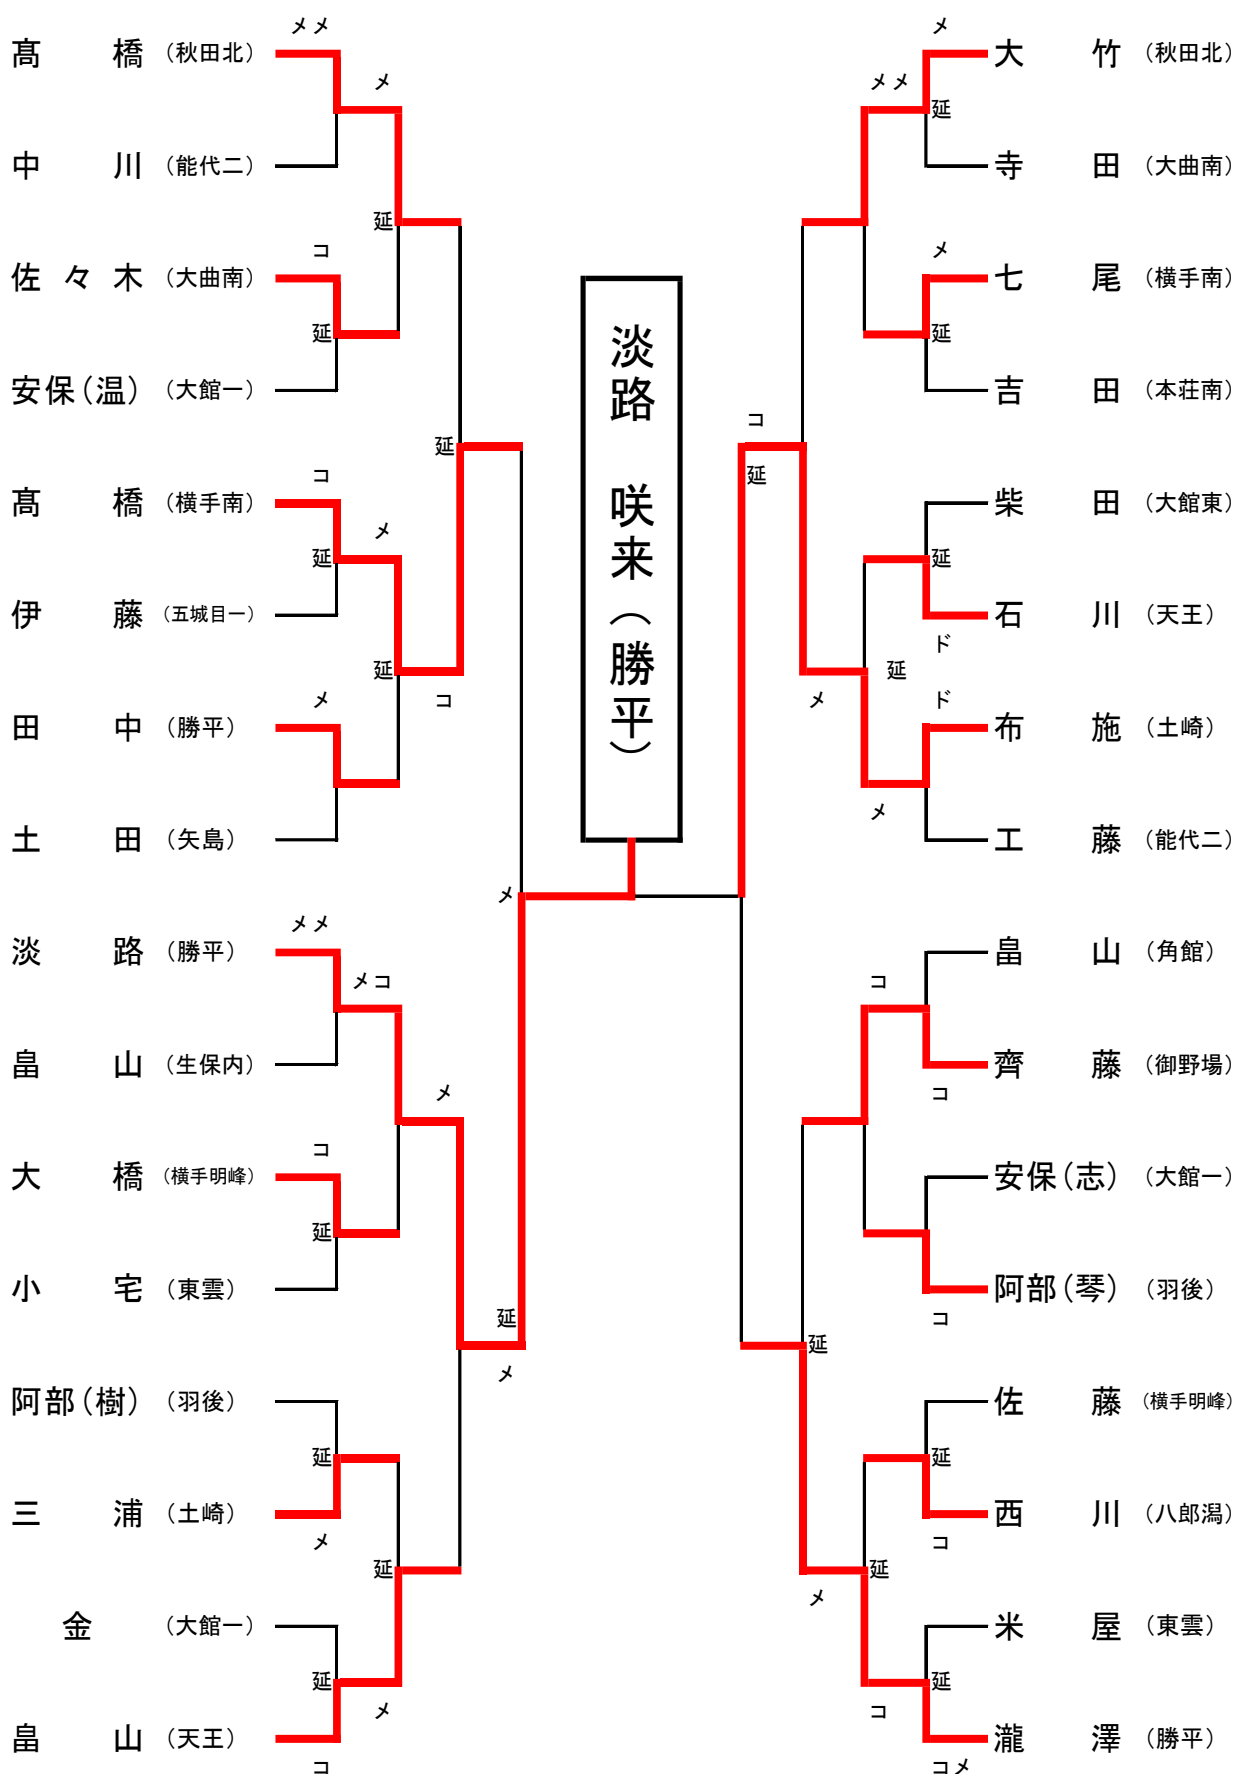 メメ
髙橋（秋田北）
メ
中川（能代二）
延
コ
佐々木（大曲南）
延
安保（温）（大館一）
延
コ
髙橋（横手南）
メ
延
伊藤（五城目一）
延
メ
コ
田中（勝平）
土田（矢島）
メ
メメ
淡路（勝平）
メコ
畠山（生保内）
メ
コ
大橋（横手明峰）
延
小宅（東雲）
延
メ
阿部（樹）（羽後）
延
三浦（土崎）
メ
延
金（大館一）
延
メ
畠山（天王）
コ
淡路　咲来（勝平）
メ
大竹（秋田北）
メメ
延
寺田（大曲南）
メ
七尾（横手南）
延
吉田（本荘南）
コ
延
柴田（大館東）
延
石川（天王）
ド
延
メ
ド
布施（土崎）
メ
工藤（能代二）
畠山（角館）
コ
齊藤（御野場）
コ
安保（志）（大館一）
阿部（琴）（羽後）
コ
延
佐藤（横手明峰）
延
西川（八郎潟）
コ
延
メ
米屋（東雲）
延
コ
瀧澤（勝平）
コメ